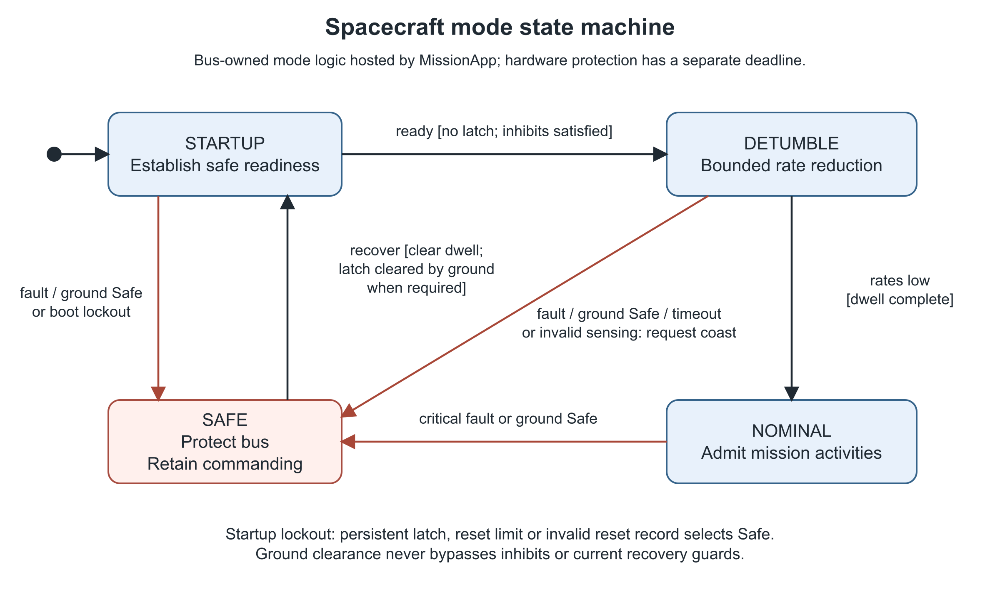 Spacecraft mode state machine
Bus-owned mode logic hosted by MissionApp; hardware protection has a separate deadline.
STARTUP
Establish safe readiness
ready [no latch; inhibits satisfied]
DETUMBLE
Bounded rate reduction
recover [clear dwell;
latch cleared by ground
when required]
fault / ground Safe
or boot lockout
fault / ground Safe / timeout
or invalid sensing: request coast
rates low
[dwell complete]
SAFE
Protect bus
Retain commanding
critical fault or ground Safe
NOMINAL
Admit mission activities
Startup lockout: persistent latch, reset limit or invalid reset record selects Safe.
Ground clearance never bypasses inhibits or current recovery guards.